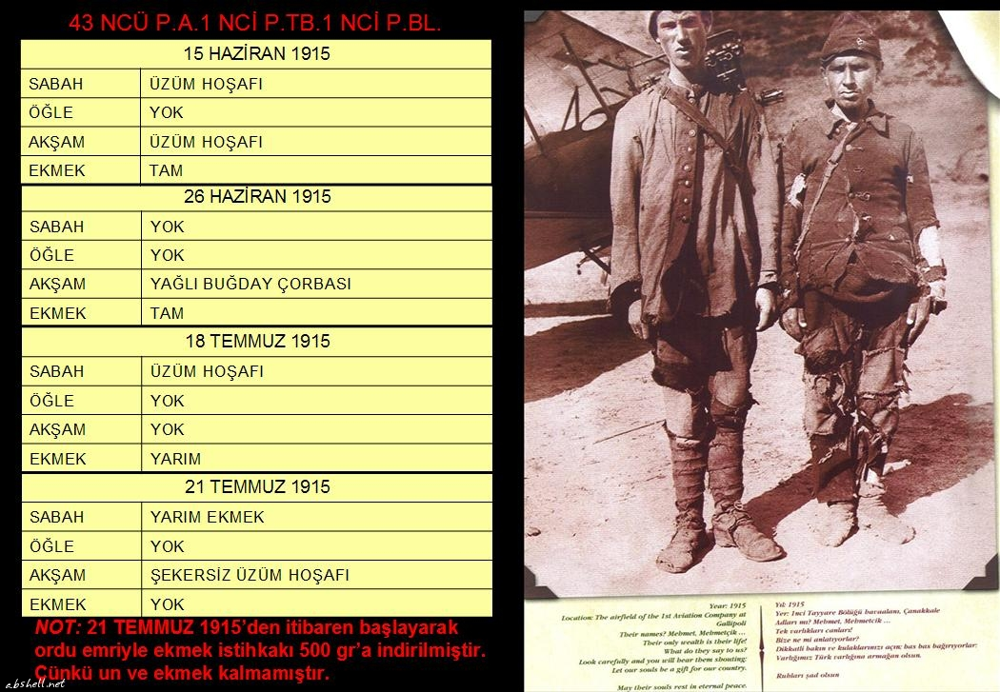 43 NCÜ P.A.1 NCİ P.TB.1 NCİ P.BL.
15 HAZİRAN 1915
SABAH ÜZÜM HOŞAFI
ÖĞLE YOK
AKŞAM ÜZÜM HOŞAFI
EKMEK TAM
26 HAZİRAN 1915
SABAH YOK
ÖĞLE YOK
AKŞAM YAĞLI BUĞDAY ÇORBASI
EKMEK TAM
18 TEMMUZ 1915
SABAH ÜZÜM HOŞAFI
ÖĞLE YOK
AKŞAM YOK
EKMEK YARIM
21 TEMMUZ 1915
SABAH YARIM EKMEK
ÖĞLE YOK
AKŞAM ŞEKERSİZ ÜZÜM HOŞAFI
EKMEK YOK
NOT: 21 TEMMUZ 1915’den itibaren başlayarak
ordu emriyle ekmek istihkakı 500 gr’a indirilmiştir.
Çünkü un ve ekmek kalmamıştır.
abshell.net
Year: 1915
Location: The airfield of the 1st Aviation Company at
Gallipoli
Their names? Mehmet, Mehmetçik ...
Their only wealth is their life!
What do they say to us?
Look carefully and you will hear them shouting:
Let our souls be a gift for our country.
May their souls rest in eternal peace.
Yıl: 1915
Yer: 1nci Tayyare Bölüğü havaalanı, Çanakkale
Adları mı? Mehmet, Mehmetcik ...
Tek varlıkları canları!
Bize ne mi anlatıyorlar?
Dikkatli bakın ve kulaklarınızı açın; bas bas bağırıyorlar:
Varlığımız Türk varlığına armağan olsun.
Ruhları şad olsun